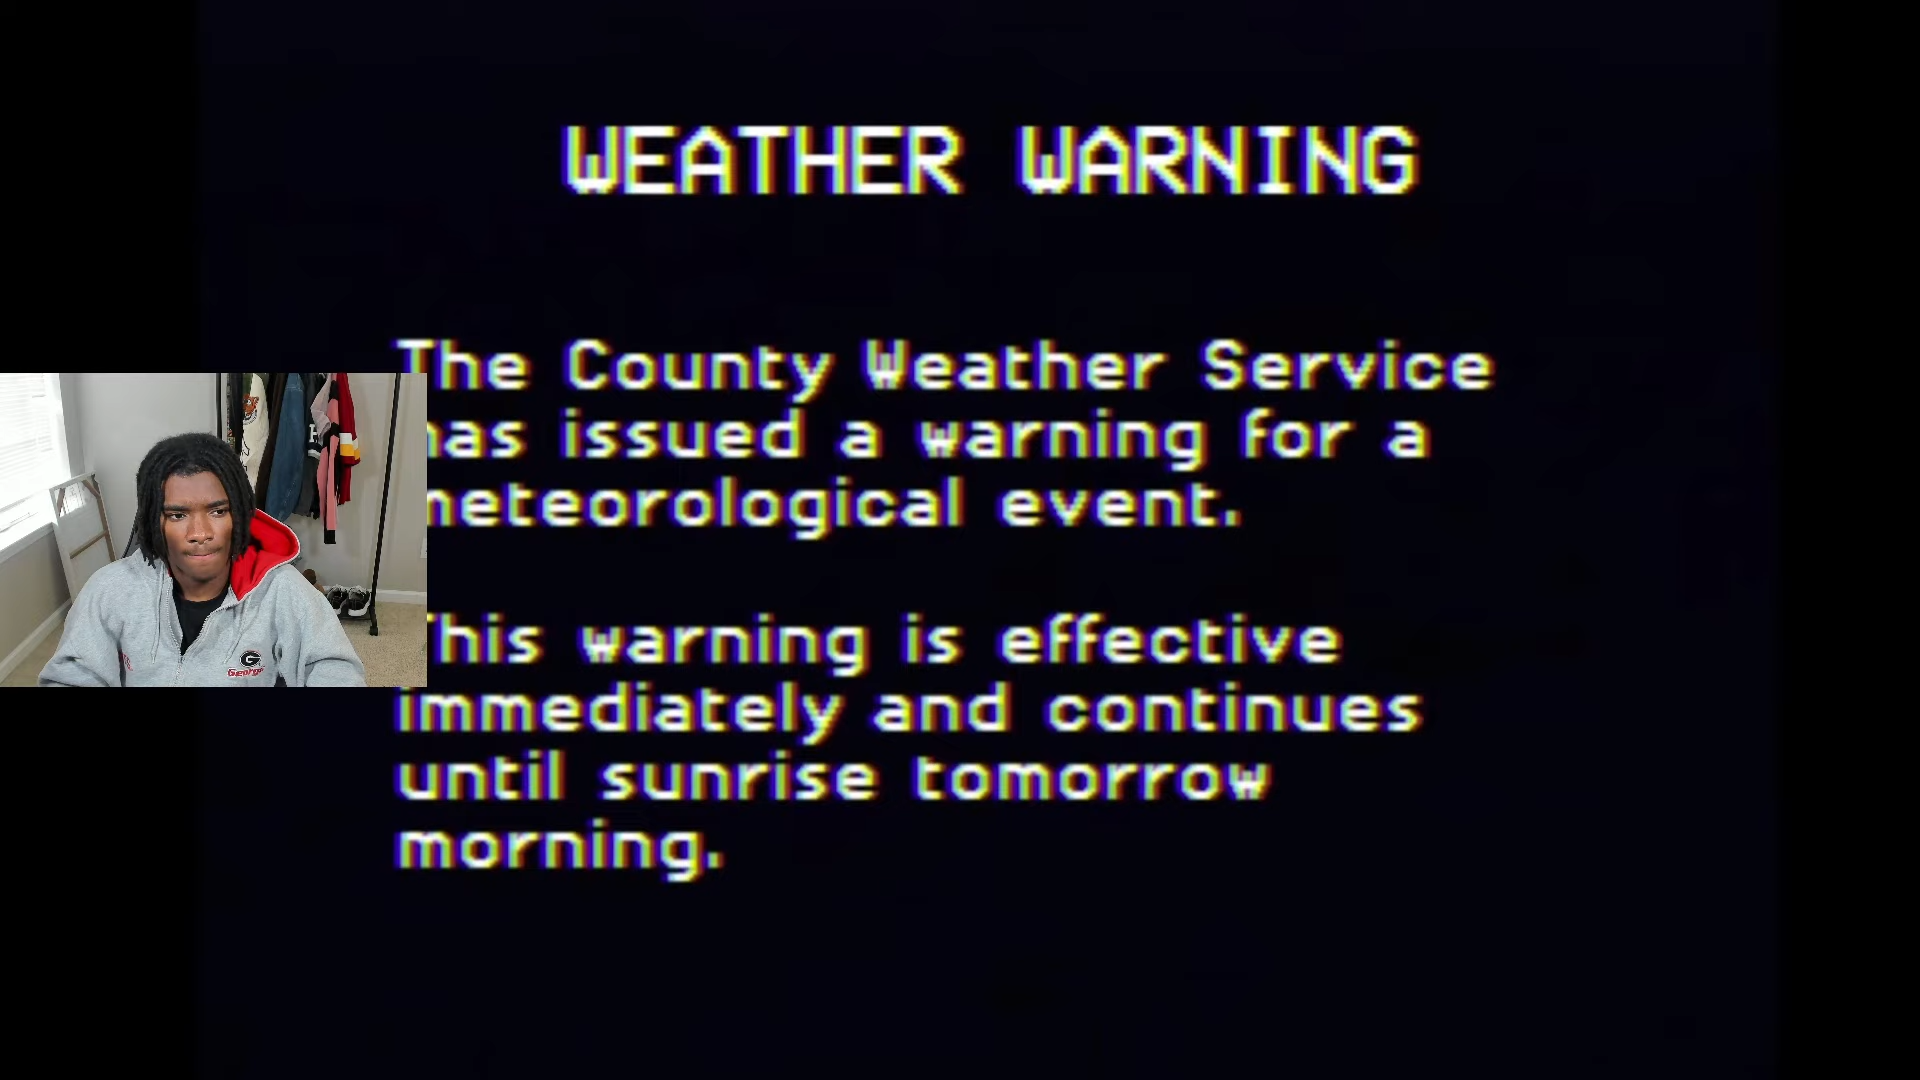 WEATHER WARNING
The County Weather Service
has issued a warning for a
meteorological event.
This warning is effective
immediately and continues
until sunrise tomorrow
morning.
G
Georgia